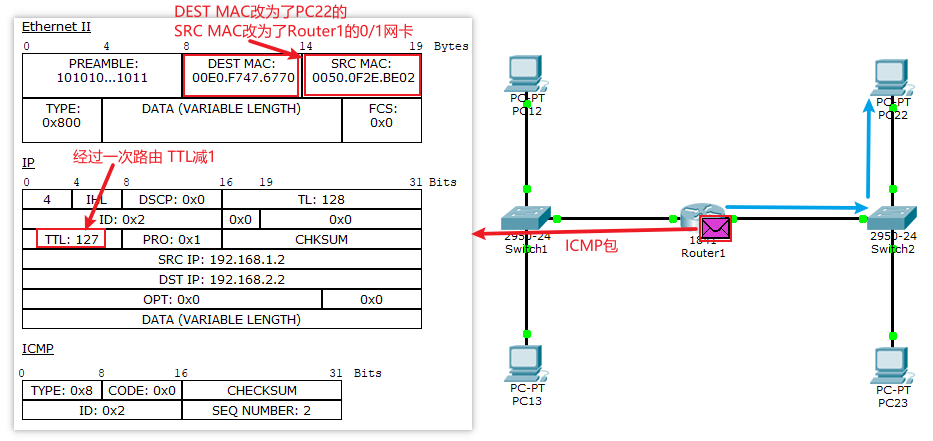 DEST MAC改为了PC22的
SRC MAC改为了Router1的0/1网卡
Ethernet II
0 4 8 14 19 Bytes
PREAMBLE: DEST MAC: SRC MAC:
101010...1011 00E0.F747.6770 0050.0F2E.BE02
TYPE: DATA (VARIABLE LENGTH) FCS:
0x800 0x0
经过一次路由 TTL减1
IP
0 4 8 16 19 31 Bits
4 IHL DSCP: 0x0 TL: 128
ID: 0x2 0x0 0x0
TTL: 127 PRO: 0x1 CHKSUM
SRC IP: 192.168.1.2
DST IP: 192.168.2.2
OPT: 0x0 0x0
DATA (VARIABLE LENGTH)
ICMP
0 8 16 31 Bits
TYPE: 0x8 CODE: 0x0 CHECKSUM
ID: 0x2 SEQ NUMBER: 2
PC-PT
PC12
PC-PT
PC22
2950-24
Switch1
1841
Router1
2950-24
Switch2
ICMP包
PC-PT
PC13
PC-PT
PC23